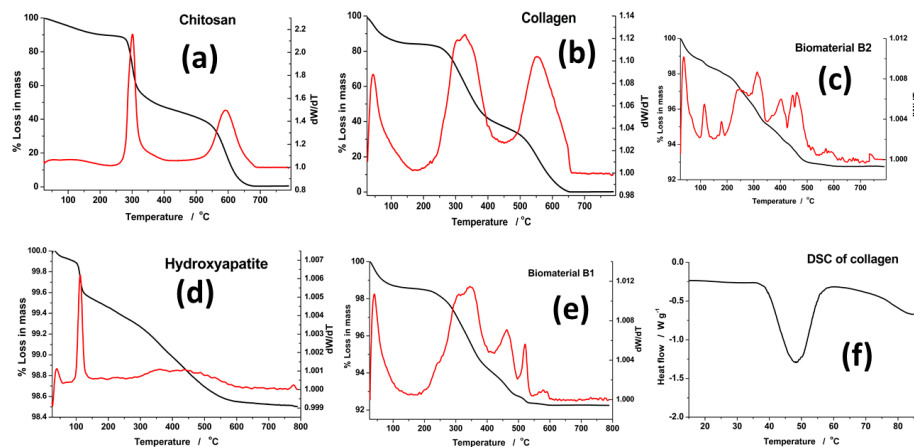 Chitosan
(a)
% Loss in mass
100
80
60
40
20
0
100 200 300 400 500 600 700
Temperature / °C
2.2
2.0
1.8
1.6
1.4
1.2
1.0
0.8
dW/dT
Collagen
(b)
% Loss in mass
100
80
60
40
20
0
100 200 300 400 500 600 700
Temperature / °C
1.14
1.12
1.10
1.08
1.06
1.04
1.02
1.00
0.98
dW/dT
Biomaterial B2
(c)
% Loss in mass
100
98
97
95
93
92
100 200 300 400 500 600 700
Temperature / °C
1.012
1.008
1.004
1.000
Hydroxyapatite
(d)
% Loss in mass
100.0
99.8
99.6
99.4
99.2
99.0
98.8
98.6
98.4
100 200 300 400 500 600 700 800
Temperature / °C
1.007
1.006
1.005
1.004
1.003
1.002
1.001
1.000
0.999
dW/dT
Biomaterial B1
(e)
% Loss in mass
100
98
96
94
92
100 200 300 400 500 600 700
Temperature / °C
1.012
1.008
1.004
1.000
dW/dT
DSC of collagen
(f)
Heat flow / W g⁻¹
0.0
-0.5
-1.0
-1.5
-2.0
20 30 40 50 60 70 80
Temperature / °C